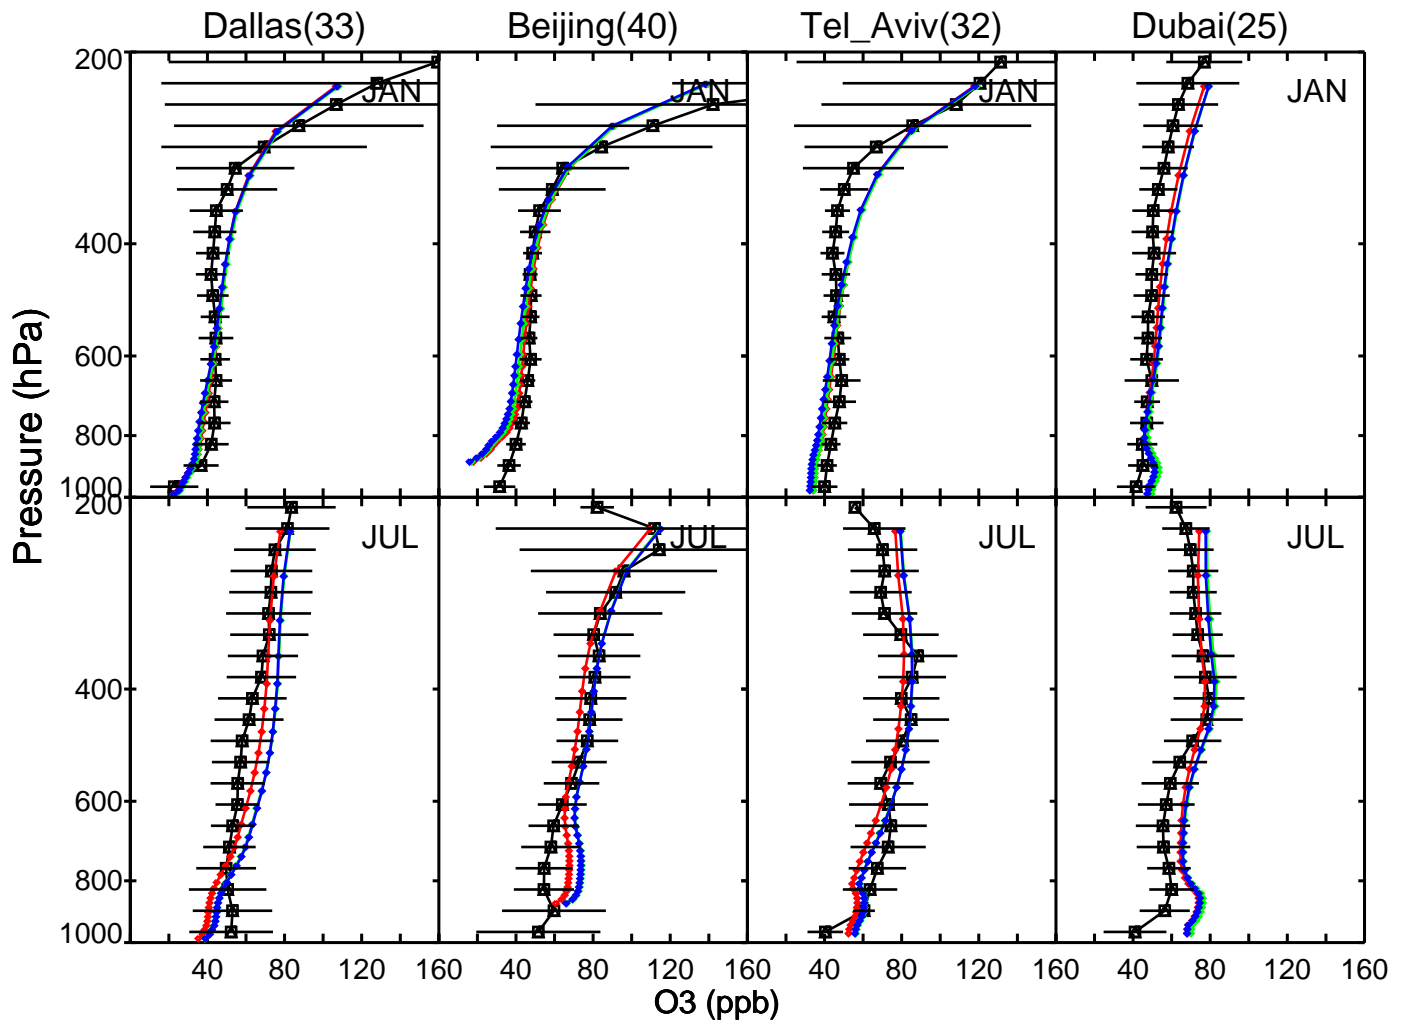 Dallas(33) Beijing(40) Tel_Aviv(32) Dubai(25)
200
JAN JAN JAN JAN
400
600
800
1000
200
JUL JUL JUL JUL
400
600
800
1000
40 80 120 160 40 80 120 160 40 80 120 160 40 80 120 160
O3 (ppb)
Pressure (hPa)